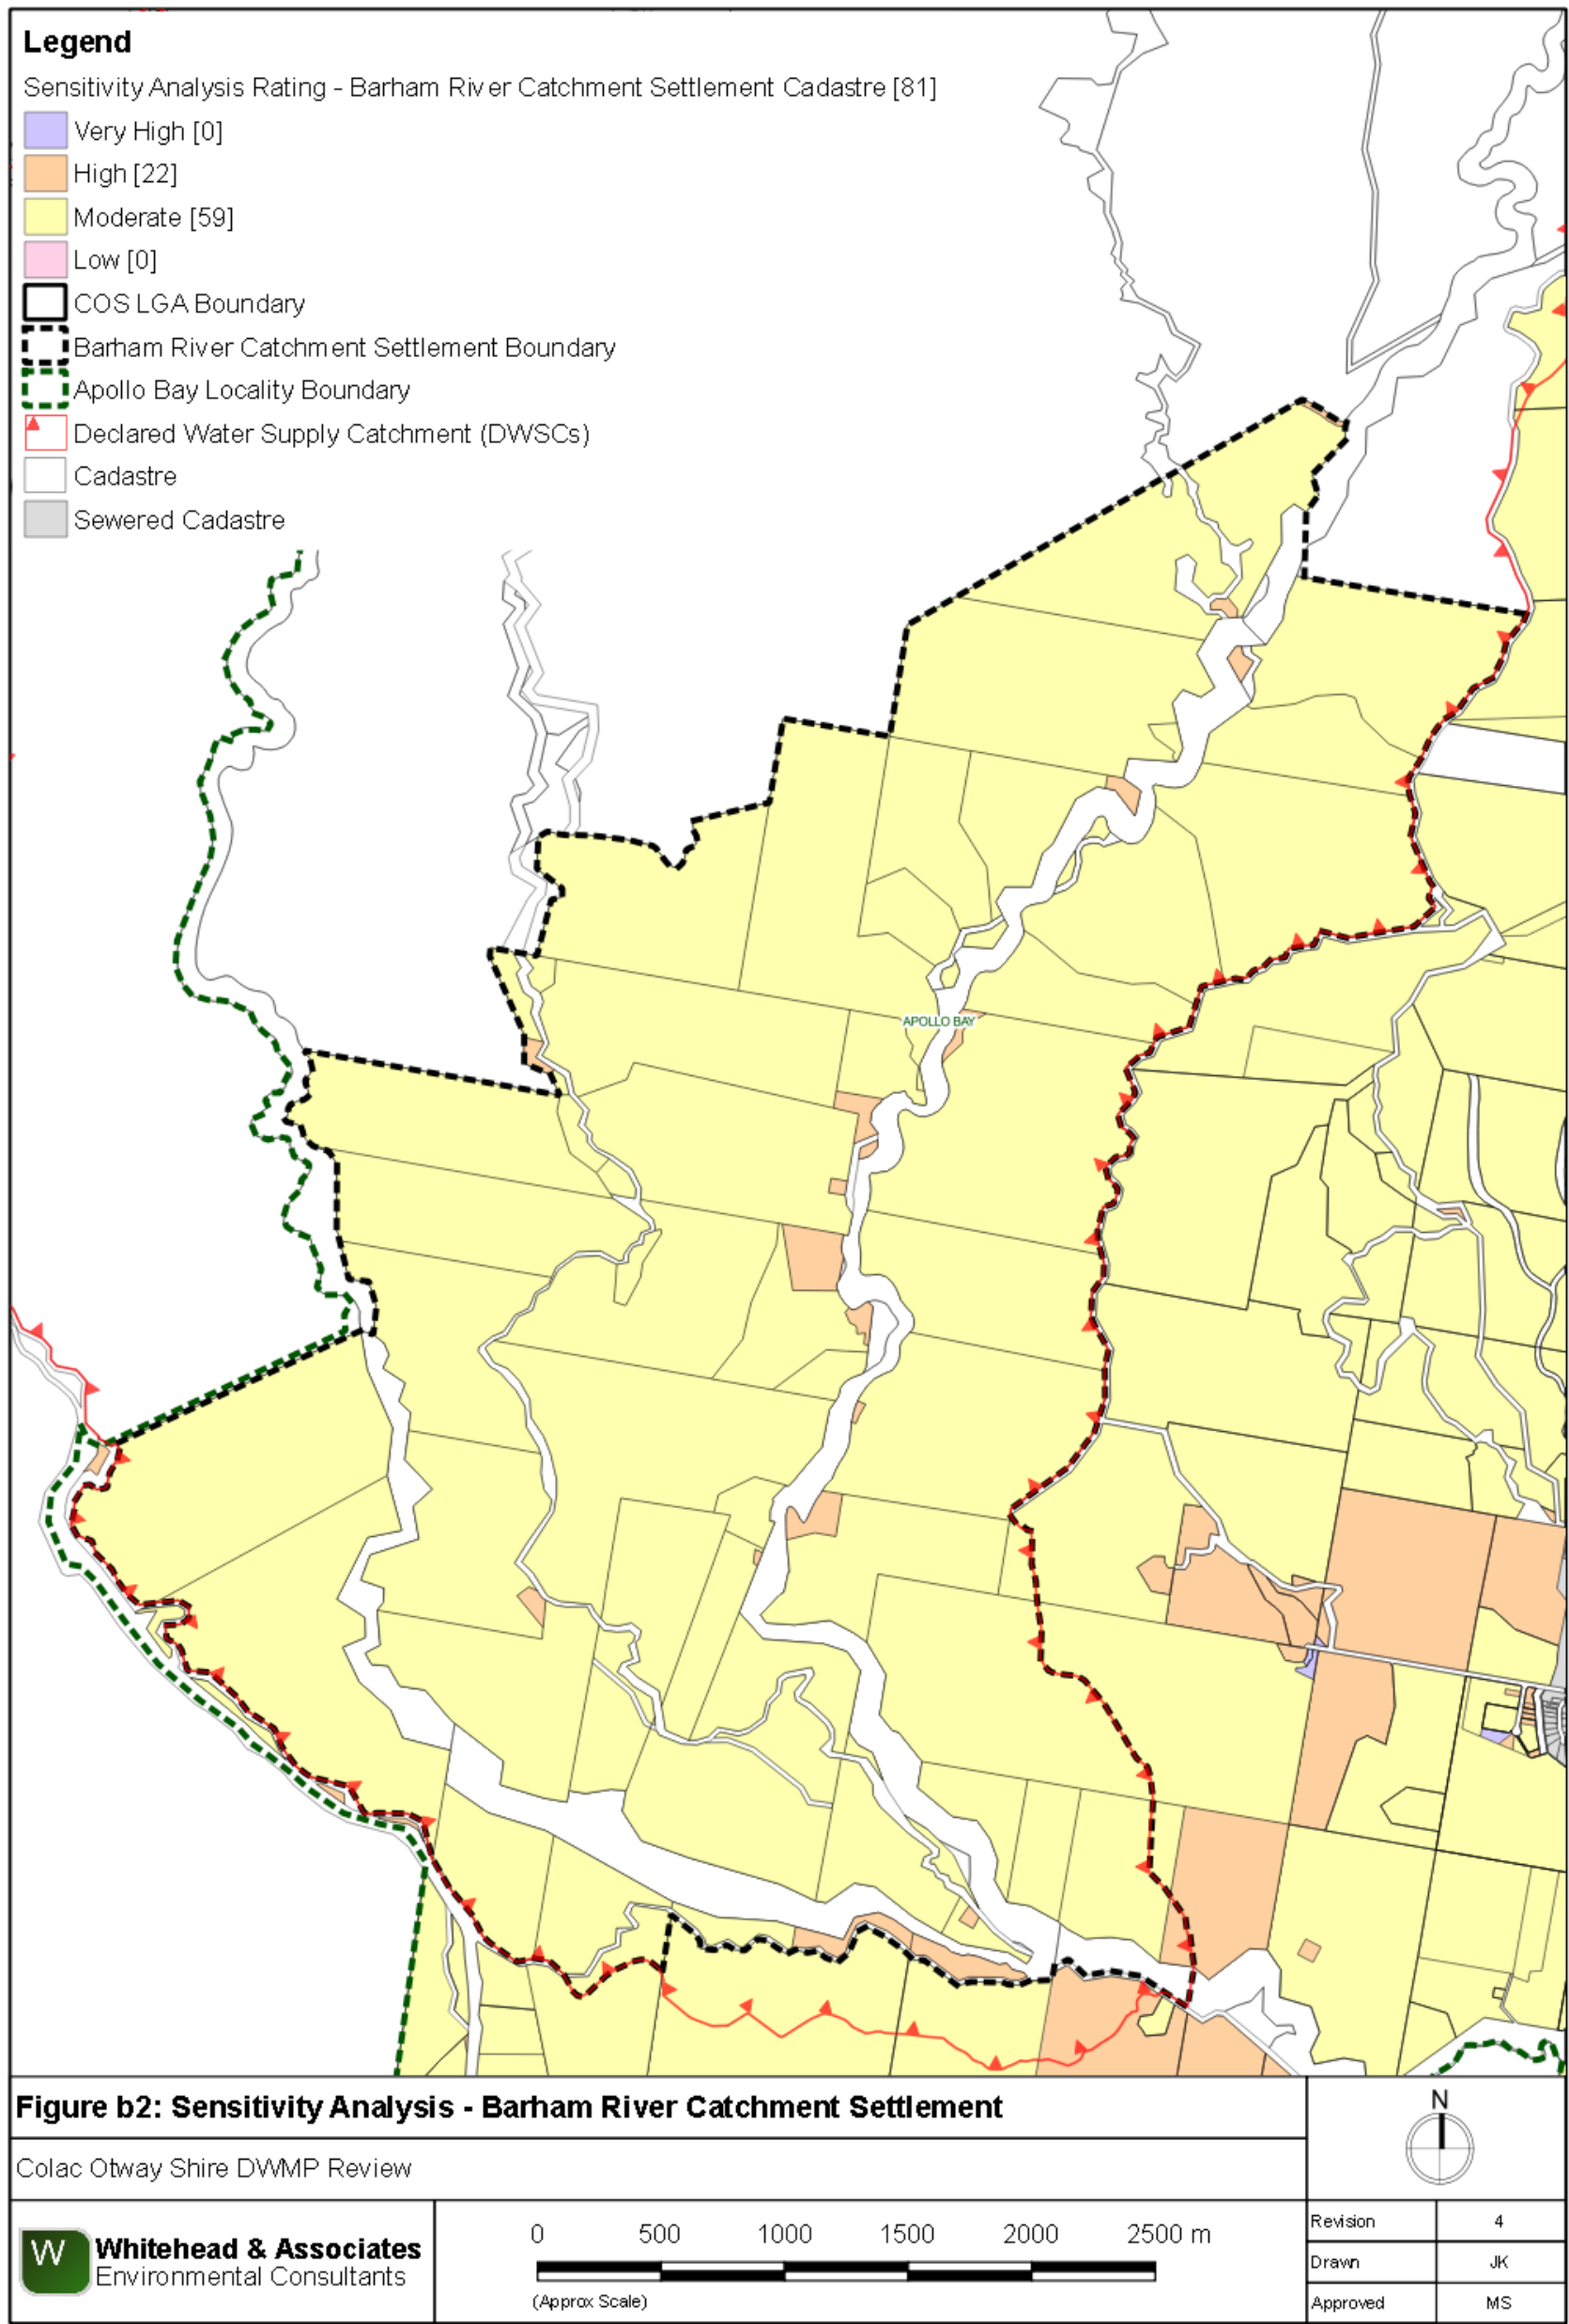 Legend
Sensitivity Analysis Rating - Barham River Catchment Settlement Cadastre [81]
Very High [0]
High [22]
Moderate [59]
Low [0]
COS LGA Boundary
Barham River Catchment Settlement Boundary
Apollo Bay Locality Boundary
Declared Water Supply Catchment (DWSCs)
Cadastre
Sewered Cadastre
APOLLO BAY
Figure b2: Sensitivity Analysis - Barham River Catchment Settlement
Colac Otway Shire DWMP Review
N
W
Whitehead & Associates
Environmental Consultants
0 500 1000 1500 2000 2500 m
(Approx Scale)
Revision 4
Drawn JK
Approved MS